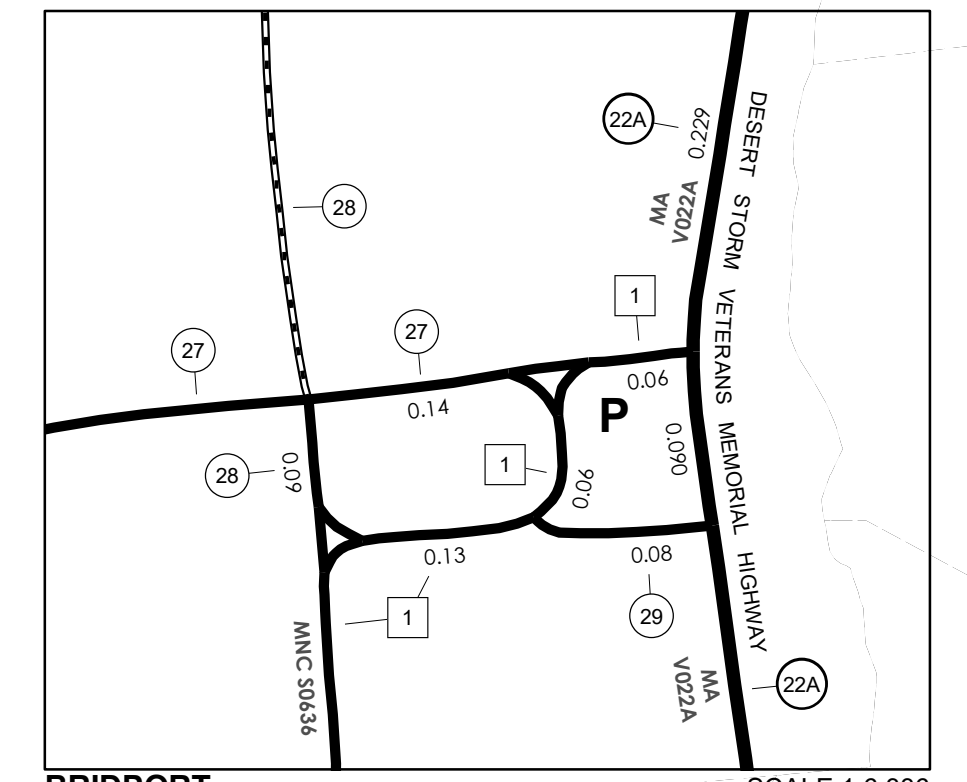 22A
0.229
DESERT STORM VETERANS MEMORIAL HIGHWAY
MA
V022A
28
1
27
27
0.06
0.14
P
0.090
28
0.09
1
0.06
0.13
0.08
1
29
MNC S0636
MA
V022A
22A